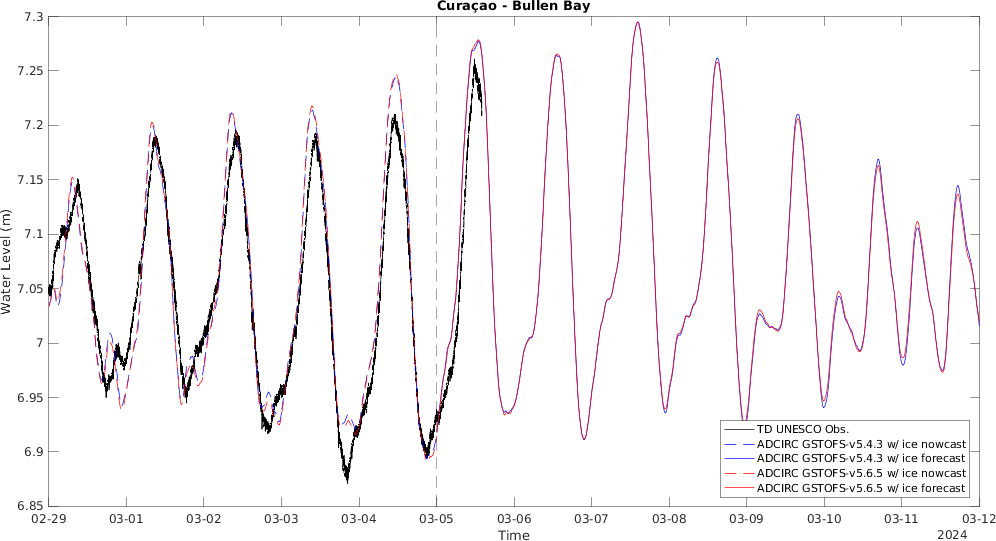 Curaçao - Bullen Bay
Water Level (m)
7.3
7.25
7.2
7.15
7.1
7.05
7
6.95
6.9
6.85
TD UNESCO Obs.
ADCIRC GSTOFS-v5.4.3 w/ ice nowcast
ADCIRC GSTOFS-v5.4.3 w/ ice forecast
ADCIRC GSTOFS-v5.6.5 w/ ice nowcast
ADCIRC GSTOFS-v5.6.5 w/ ice forecast
02-29 03-01 03-02 03-03 03-04 03-05 03-06 03-07 03-08 03-09 03-10 03-11 03-12
Time
2024